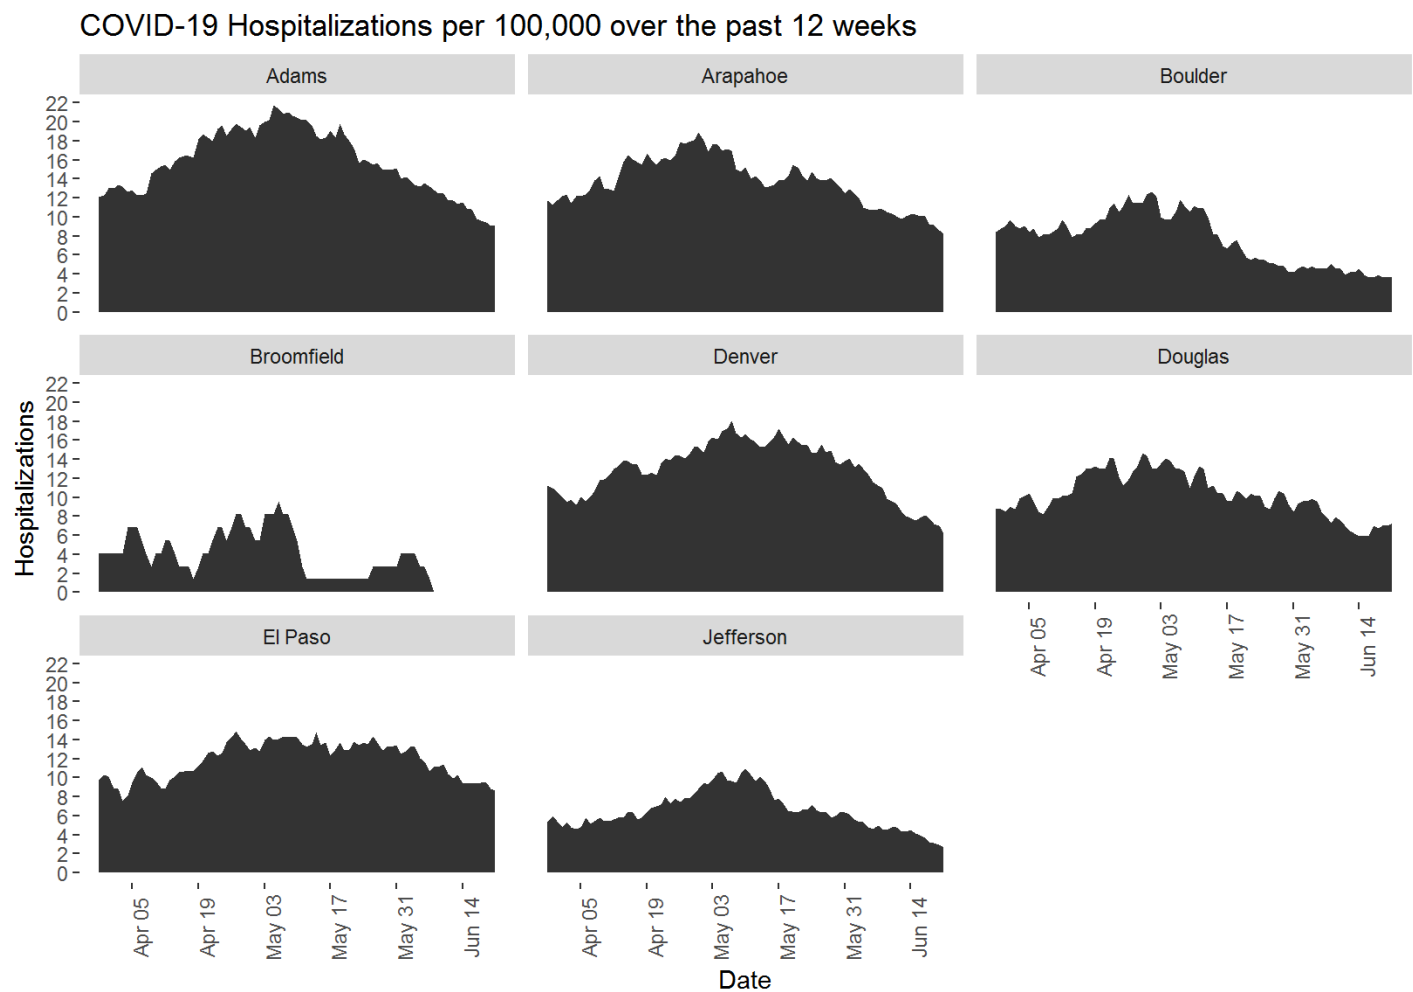 COVID-19 Hospitalizations per 100,000 over the past 12 weeks
Adams
Arapahoe
Boulder
22
20
18
16
14
12
10
8
6
4
2
0
Broomfield
Denver
Douglas
22
20
18
16
14
12
10
8
6
4
2
0
Hospitalizations
Apr 05
Apr 19
May 03
May 17
May 31
Jun 14
El Paso
Jefferson
22
20
18
16
14
12
10
8
6
4
2
0
Apr 05
Apr 19
May 03
May 17
May 31
Jun 14
Apr 05
Apr 19
May 03
May 17
May 31
Jun 14
Date